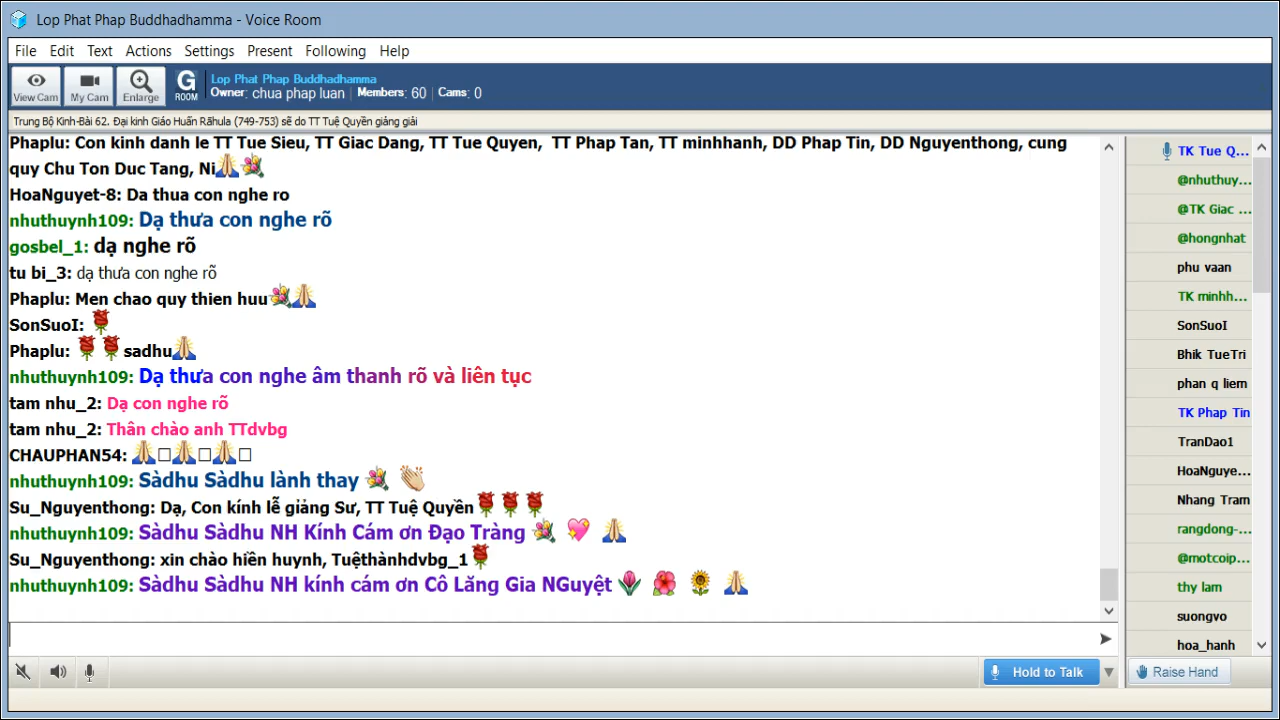 Lop Phat Phap Buddhadhamma - Voice Room
File Edit Text Actions Settings Present Following Help
View Cam My Cam Enlarge G ROOM
Lop Phat Phap Buddhadhamma
Owner: chua phap luan | Members: 60 | Cams: 0
Trung Bộ Kinh-Bài 62. Đại kinh Giáo Huấn Rãhula (749-753) sẽ do TT Tuệ Quyền giảng giải
Phaplu: Con kinh danh le TT Tue Sieu, TT Giac Dang, TT Tue Quyen, TT Phap Tan, TT minhhanh, DD Phap Tin, DD Nguyenthong, cung
quy Chu Ton Duc Tang, Ni
HoaNguyet-8: Da thua con nghe ro
nhuthuynh109: Dạ thưa con nghe rõ
gosbel_1: dạ nghe rõ
tu bi_3: dạ thưa con nghe rõ
Phaplu: Men chao quy thien huu
SonSuoI:
Phaplu: sadhu
nhuthuynh109: Dạ thưa con nghe âm thanh rõ và liên tục
tam nhu_2: Dạ con nghe rõ
tam nhu_2: Thân chào anh TTdvbg
CHAUPHAN54:
nhuthuynh109: Sàdhu Sàdhu lành thay
Su_Nguyenthong: Dạ, Con kính lễ giảng Sư, TT Tuệ Quyền
nhuthuynh109: Sàdhu Sàdhu NH Kính Cám ơn Đạo Tràng
Su_Nguyenthong: xin chào hiền huynh, Tuệthànhdvbg_1
nhuthuynh109: Sàdhu Sàdhu NH kính cám ơn Cô Lăng Gia NGuyệt
TK Tue Q...
@nhuthuy...
@TK Giac ...
@hongnhat
phu vaan
TK minhh...
SonSuoI
Bhik TueTri
phan q liem
TK Phap Tin
TranDao1
HoaNguye...
Nhang Tram
rangdong-...
@motcoip...
thy lam
suongvo
hoa_hanh
Hold to Talk
Raise Hand